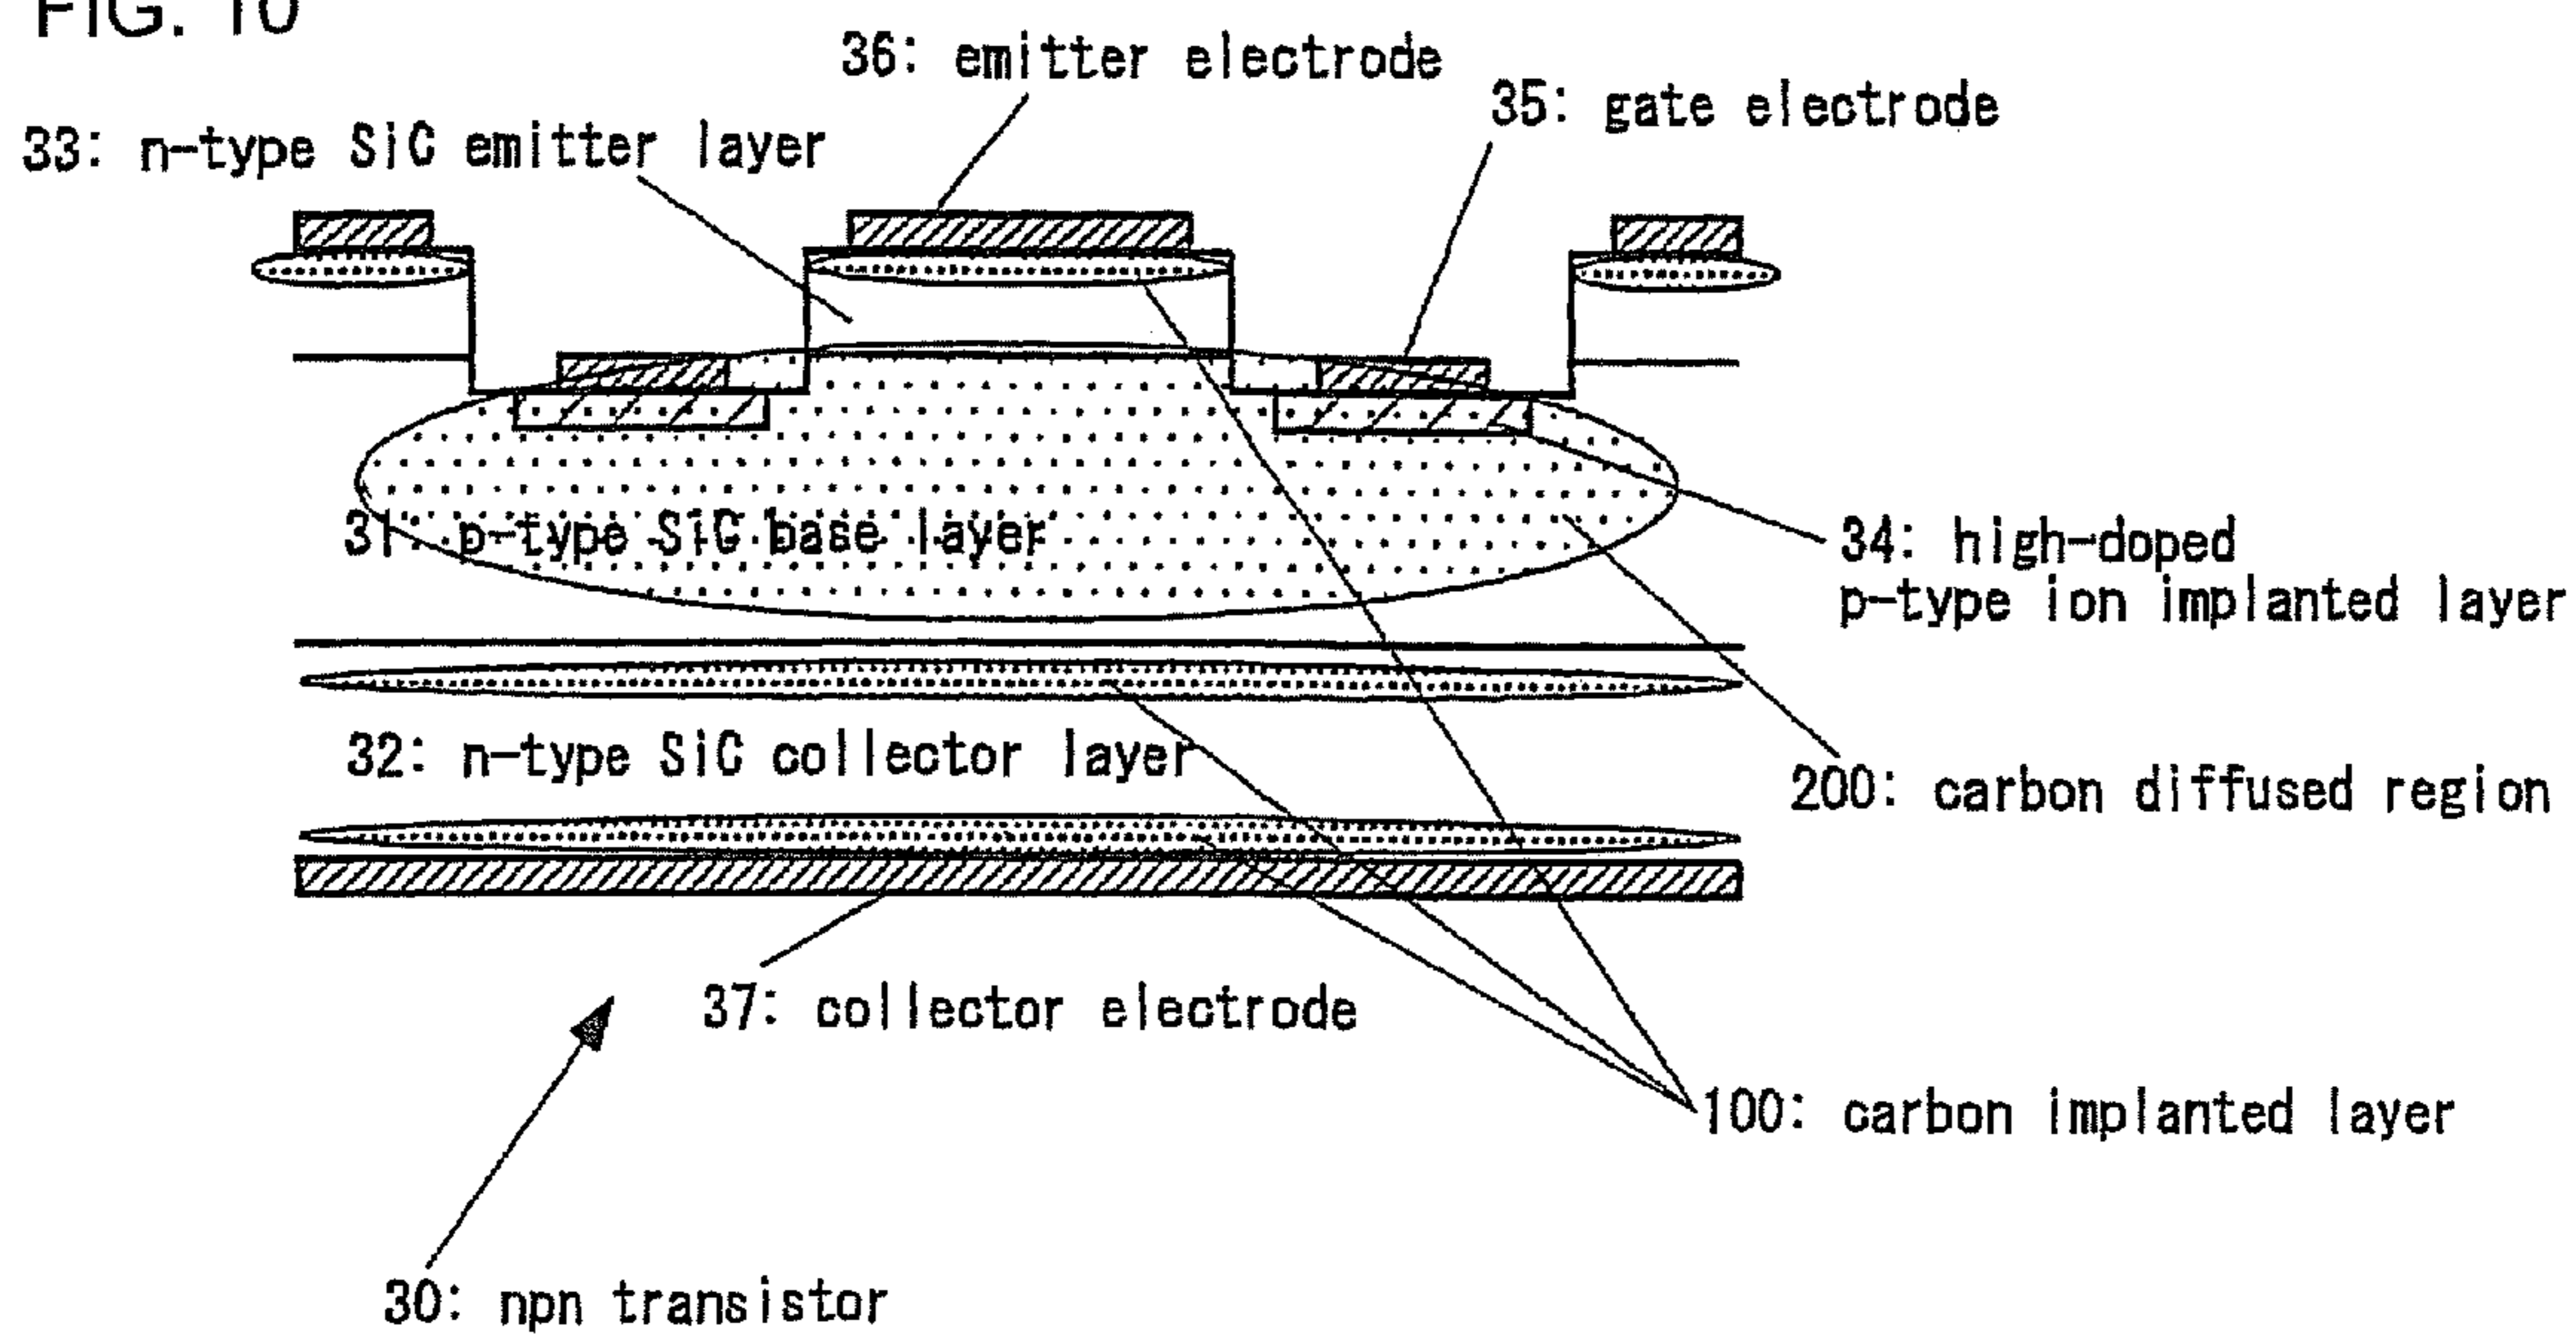 FIG. 10
36: emitter electrode
35: gate electrode
33: n-type SiC emitter layer
31: p-type SiC base layer
34: high-doped
p-type ion implanted layer
32: n-type SiC collector layer
200: carbon diffused region
37: collector electrode
100: carbon implanted layer
30: npn transistor